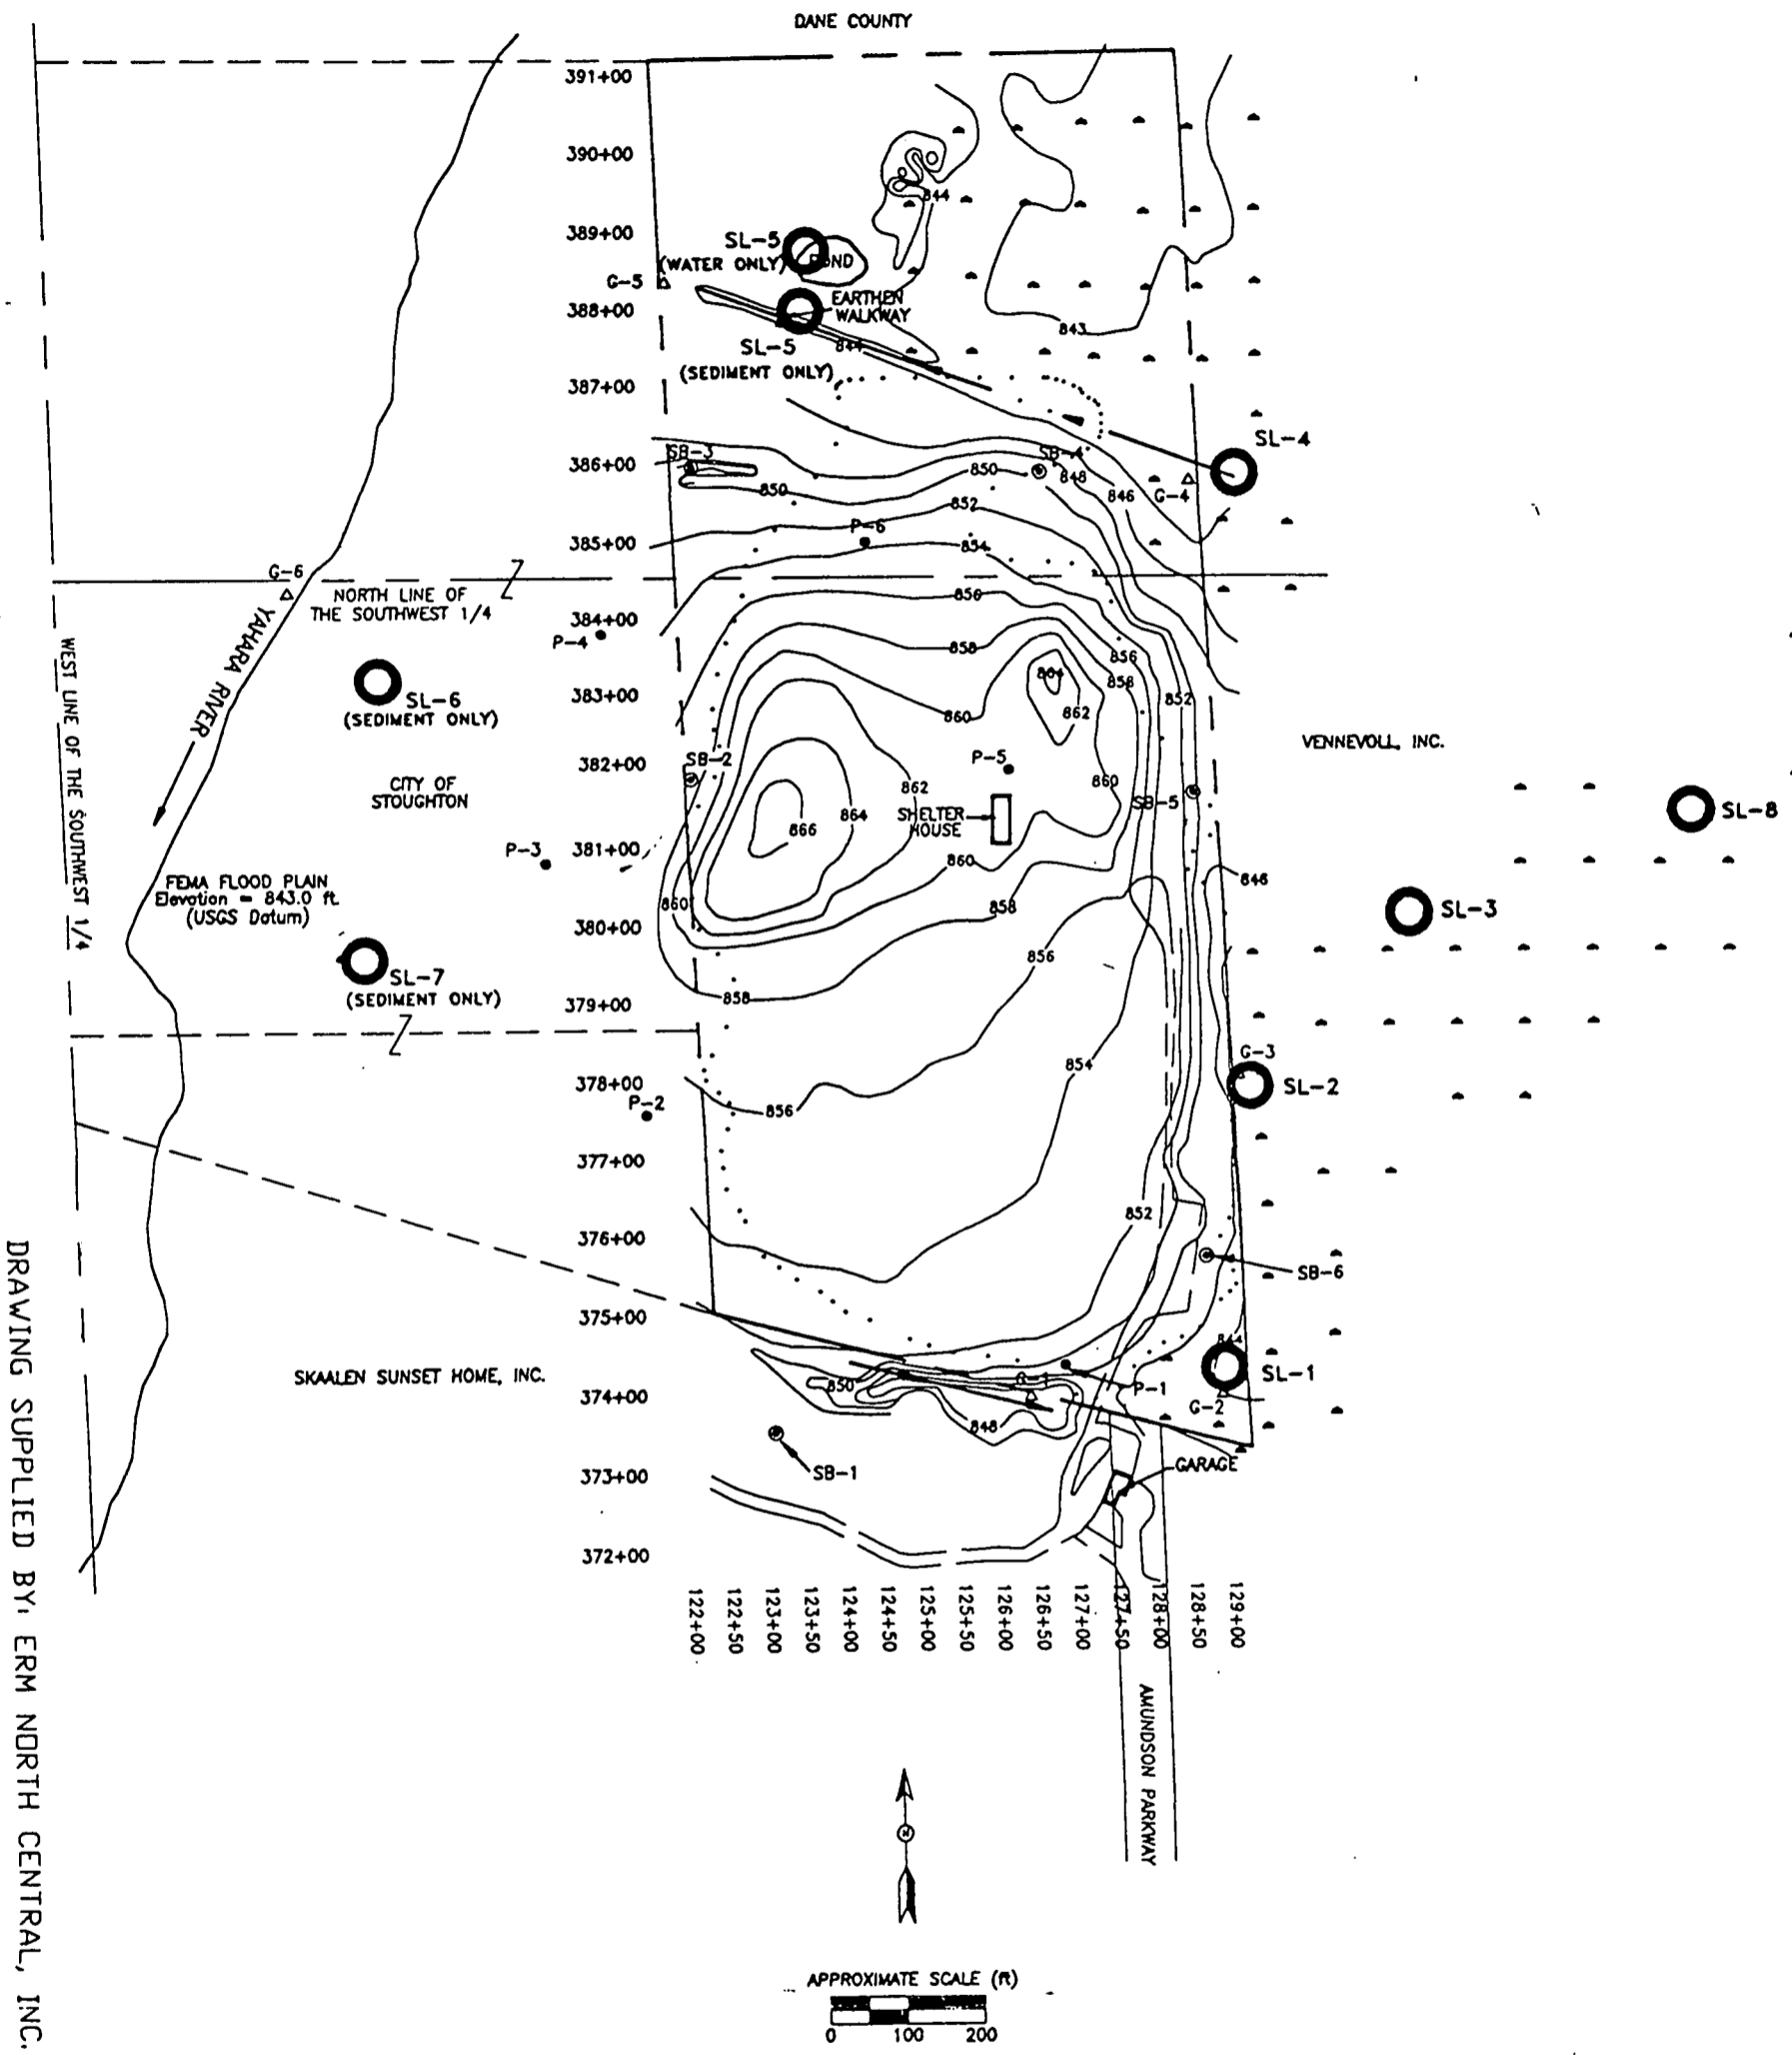 DANE COUNTY
391+00
390+00
844
389+00
SL-5
(WATER ONLY)
POND
G-5
388+00
EARTHEN
WALKWAY
843
SL-5
844
(SEDIMENT ONLY)
387+00
SL-4
SB-3
SB-4
386+00
850
848
850
846
G-4
852
P-6
385+00
854
G-6
NORTH LINE OF
THE SOUTHWEST 1/4
856
384+00
P-4
858
856
YAHARA RIVER
WEST LINE OF THE SOUTHWEST 1/4
864
858
383+00
852
SL-6
(SEDIMENT ONLY)
860
862
VENNEVOLL, INC.
SB-2
P-5
382+00
CITY OF
STOUGHTON
862
860
SB-5
SL-8
864
SHELTER
HOUSE
866
P-3
381+00
860
846
FEMA FLOOD PLAIN
Elevation = 843.0 ft.
(USGS Datum)
860
858
SL-3
380+00
856
SL-7
(SEDIMENT ONLY)
858
379+00
G-3
854
378+00
SL-2
P-2
856
377+00
852
376+00
SB-6
375+00
844
SKAALEN SUNSET HOME, INC.
SL-1
850
G-1
P-1
374+00
G-2
848
GARAGE
SB-1
373+00
372+00
122+00
122+50
123+00
123+50
124+00
124+50
125+00
125+50
126+00
126+50
127+00
127+50
128+00
128+50
129+00
AMUNDSON PARKWAY
APPROXIMATE SCALE (ft)
0 100 200
DRAWING SUPPLIED BY: ERM NORTH CENTRAL, INC.